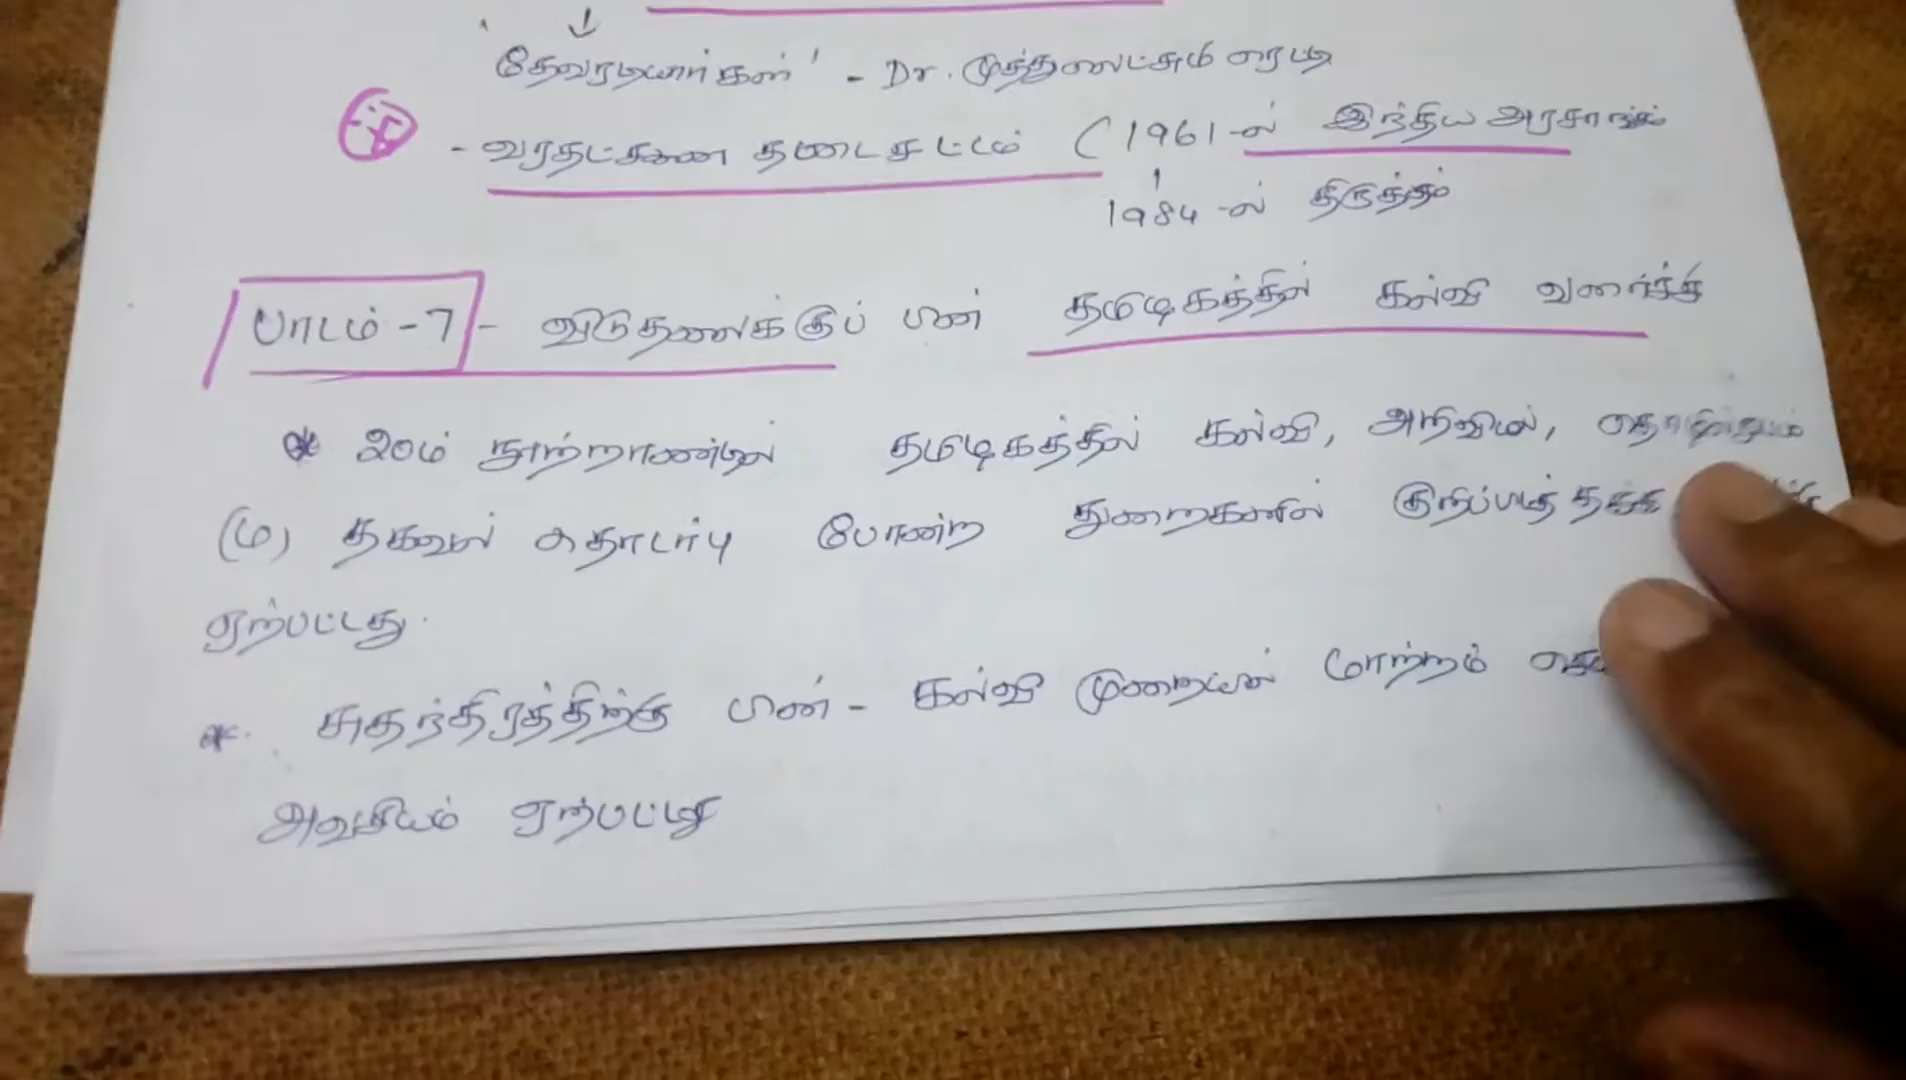 'தேவரடியார்கள்' - Dr. முத்துலட்சுமி ரெட்டி
- வரதட்சணை தடைசட்டம் (1961-ல் இந்திய அரசாங்கம்
1984-ல் திருத்தம்
பாடம் -7 - விடுதலைக்குப் பின் தமிழகத்தில் கல்வி வளர்ச்சி
* 20ம் நூற்றாண்டில் தமிழகத்தில் கல்வி, அறிவியல்,
(ம) தகவல் தொடர்பு போன்ற துறைகளில் குறிப்பிடத்தக்க
ஏற்பட்டது.
* சுதந்திரத்திற்கு பின் - கல்வி முறையில் மாற்றம்
அவசியம் ஏற்பட்டது